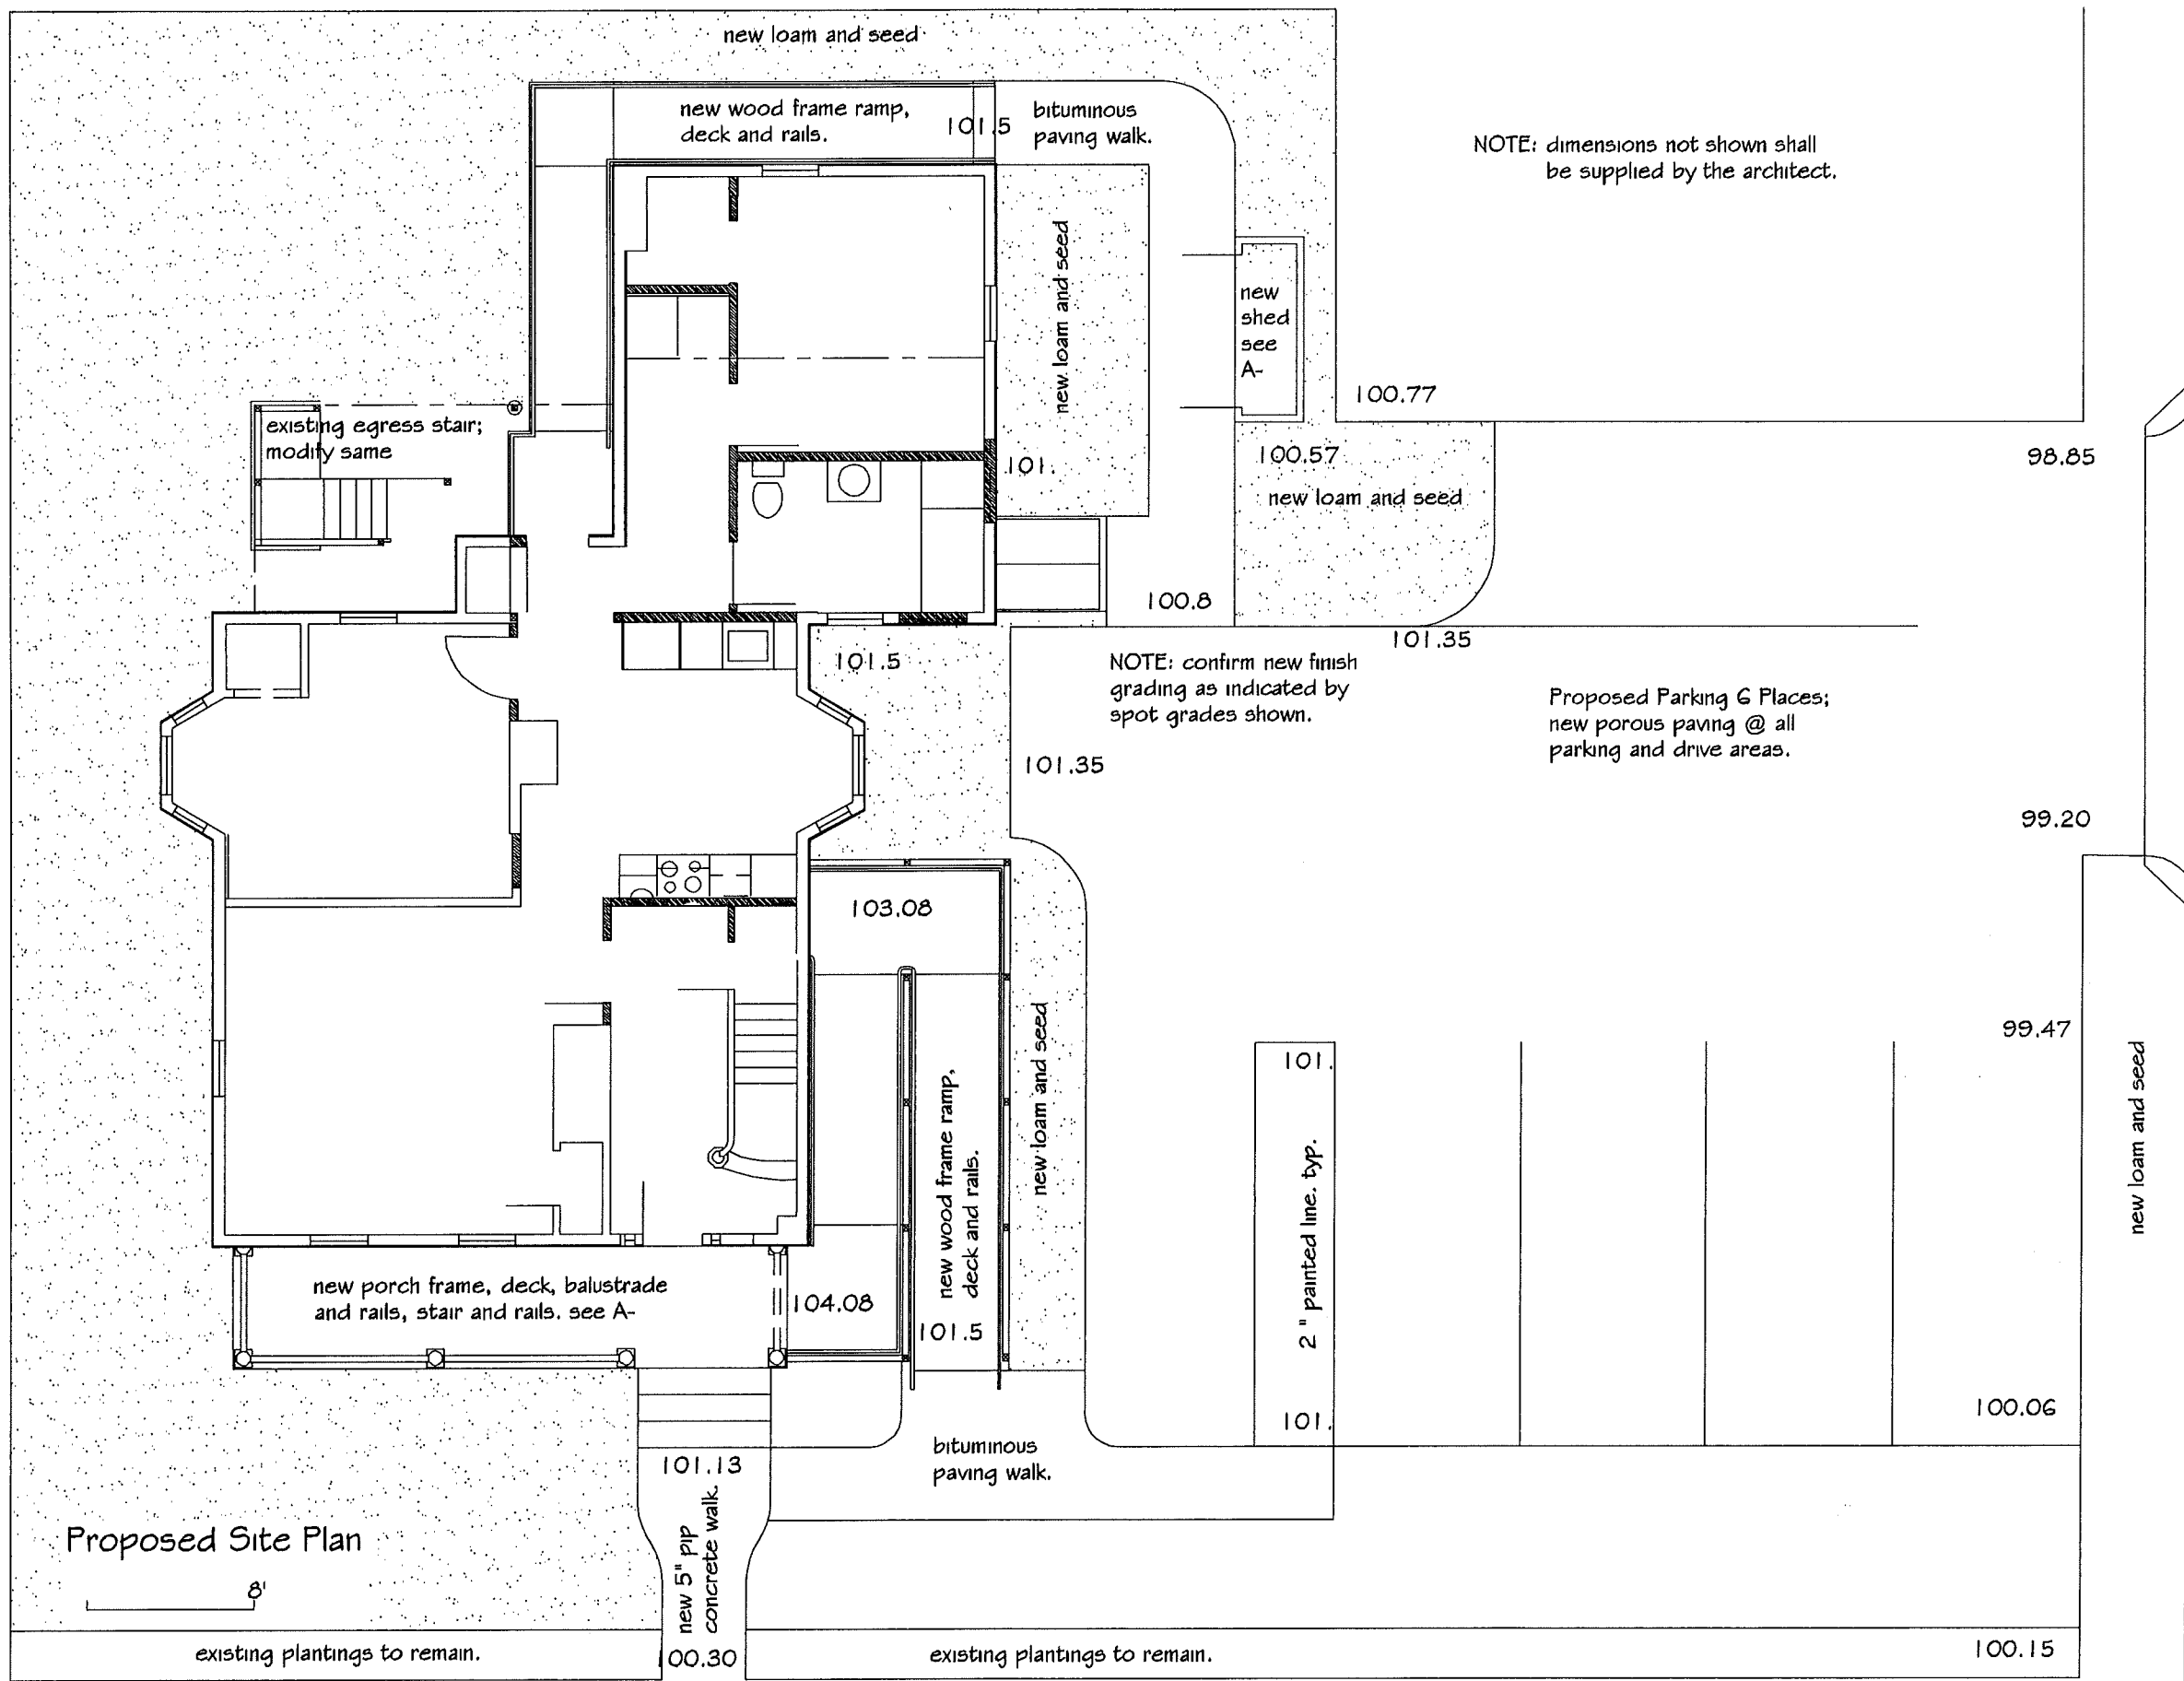 new loam and seed
new wood frame ramp,
deck and rails.
101.5
bituminous
paving walk.
NOTE: dimensions not shown shall
be supplied by the architect.
new loam and seed
new
shed
see
A-
100.77
existing egress stair;
modify same
101.
100.57
98.85
new loam and seed
100.8
101.35
101.5
NOTE: confirm new finish
grading as indicated by
spot grades shown.
Proposed Parking 6 Places;
new porous paving @ all
parking and drive areas.
101.35
99.20
103.08
99.47
new loam and seed
101.
new wood frame ramp,
deck and rails.
2" painted line. typ.
new loam and seed
new porch frame, deck, balustrade
and rails, stair and rails. see A-
104.08
101.5
101.
100.06
bituminous
paving walk.
101.13
new 5" PIP
concrete walk.
Proposed Site Plan
8'
existing plantings to remain.
100.30
existing plantings to remain.
100.15